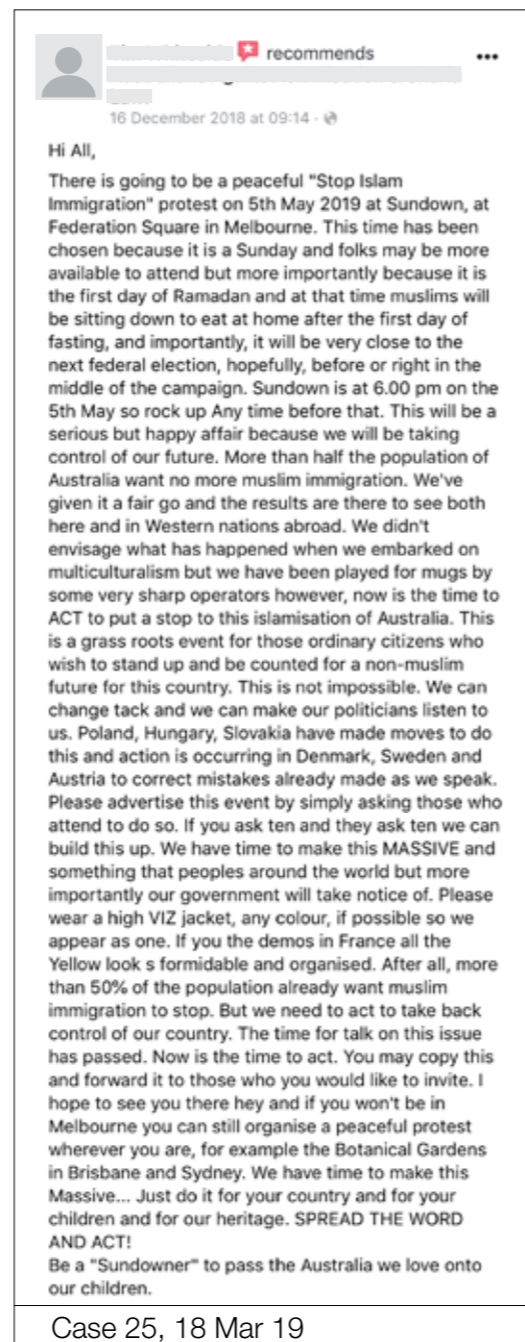 recommends
16 December 2018 at 09:14 ·
Hi All,
There is going to be a peaceful "Stop Islam
Immigration" protest on 5th May 2019 at Sundown, at
Federation Square in Melbourne. This time has been
chosen because it is a Sunday and folks may be more
available to attend but more importantly because it is
the first day of Ramadan and at that time muslims will
be sitting down to eat at home after the first day of
fasting, and importantly, it will be very close to the
next federal election, hopefully, before or right in the
middle of the campaign. Sundown is at 6.00 pm on the
5th May so rock up Any time before that. This will be a
serious but happy affair because we will be taking
control of our future. More than half the population of
Australia want no more muslim immigration. We've
given it a fair go and the results are there to see both
here and in Western nations abroad. We didn't
envisage what has happened when we embarked on
multiculturalism but we have been played for mugs by
some very sharp operators however, now is the time to
ACT to put a stop to this islamisation of Australia. This
is a grass roots event for those ordinary citizens who
wish to stand up and be counted for a non-muslim
future for this country. This is not impossible. We can
change tack and we can make our politicians listen to
us. Poland, Hungary, Slovakia have made moves to do
this and action is occurring in Denmark, Sweden and
Austria to correct mistakes already made as we speak.
Please advertise this event by simply asking those who
attend to do so. If you ask ten and they ask ten we can
build this up. We have time to make this MASSIVE and
something that peoples around the world but more
importantly our government will take notice of. Please
wear a high VIZ jacket, any colour, if possible so we
appear as one. If you the demos in France all the
Yellow look s formidable and organised. After all, more
than 50% of the population already want muslim
immigration to stop. But we need to act to take back
control of our country. The time for talk on this issue
has passed. Now is the time to act. You may copy this
and forward it to those who you would like to invite. I
hope to see you there hey and if you won't be in
Melbourne you can still organise a peaceful protest
wherever you are, for example the Botanical Gardens
in Brisbane and Sydney. We have time to make this
Massive... Just do it for your country and for your
children and for our heritage. SPREAD THE WORD
AND ACT!
Be a "Sundowner" to pass the Australia we love onto
our children.
Case 25, 18 Mar 19